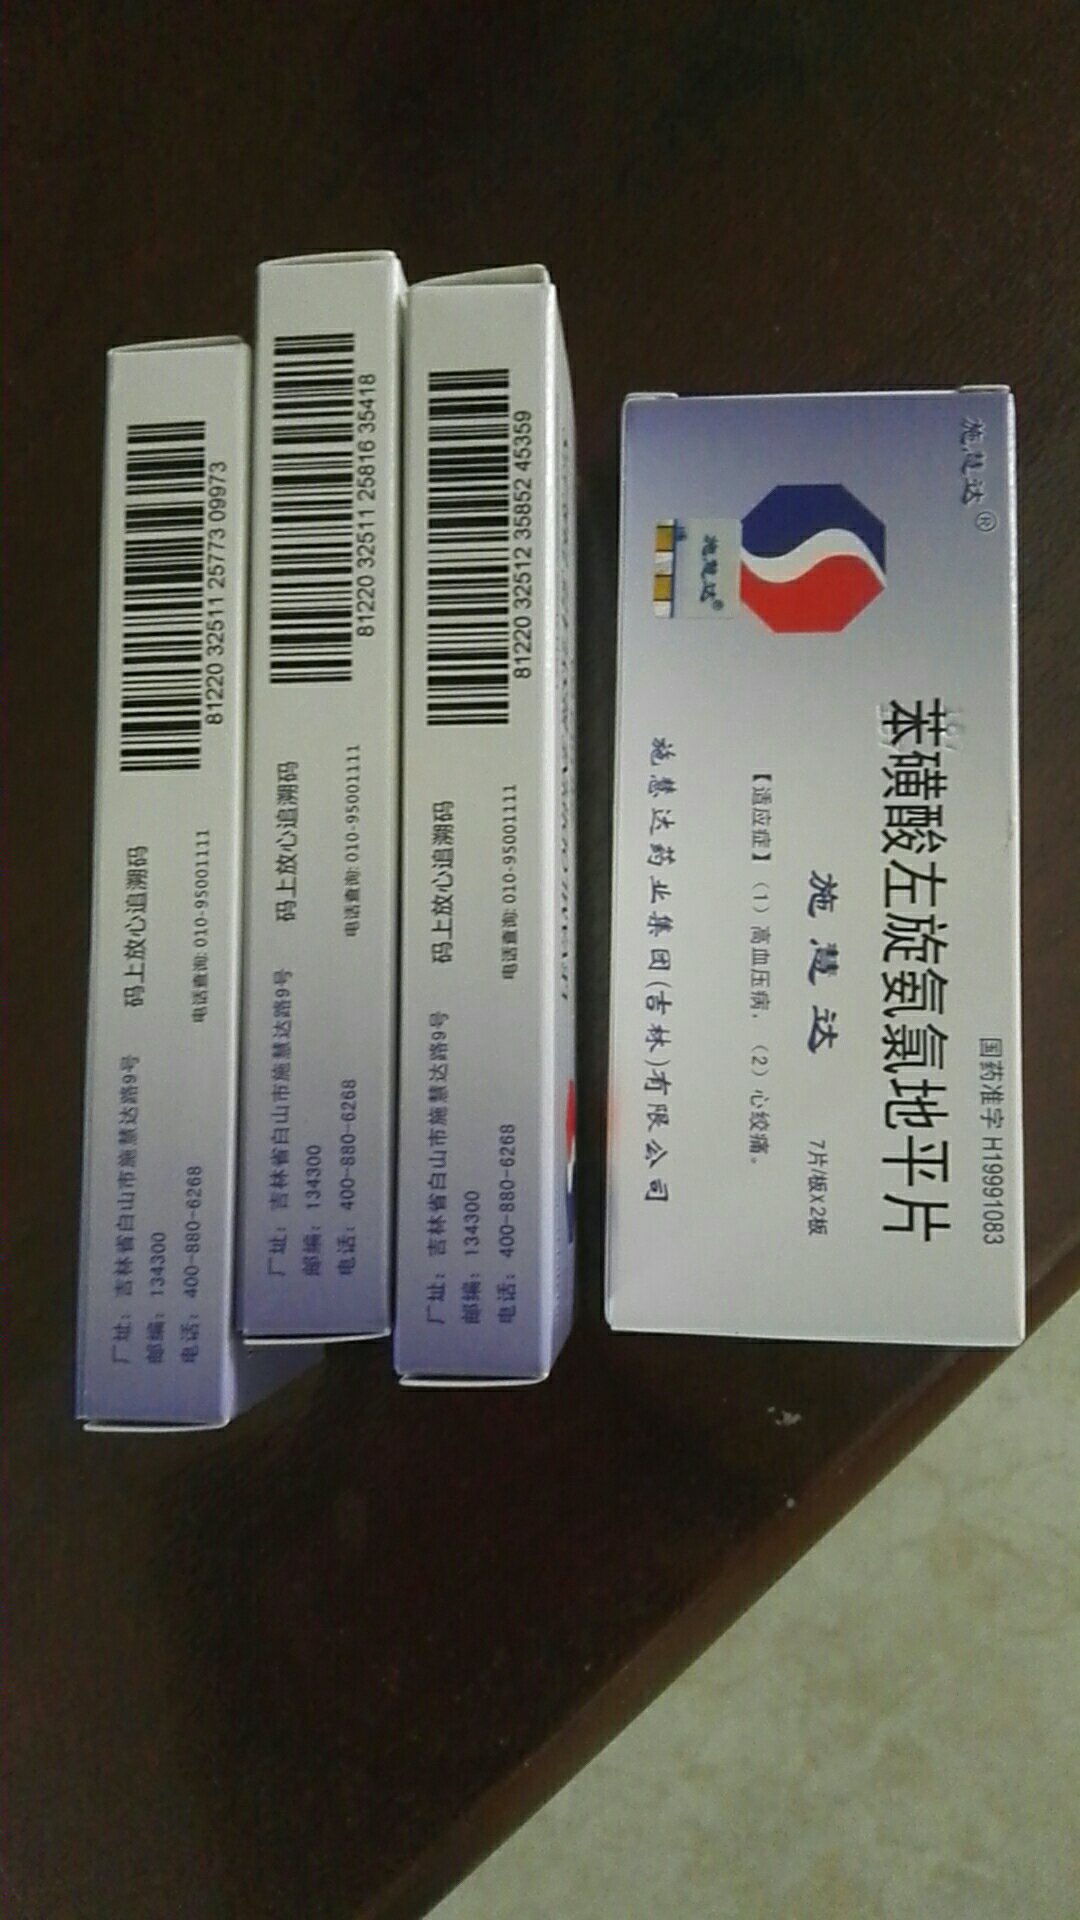 81220 32511 25773 09973
码上放心追溯码
电话查询: 010-95001111
厂址：吉林省白山市施慧达路9号
邮编：134300
电话：400-880-6268
81220 32511 25816 35418
码上放心追溯码
电话查询: 010-95001111
厂址：吉林省白山市施慧达路9号
邮编：134300
电话：400-880-6268
81220 32512 35852 45359
码上放心追溯码
电话查询: 010-95001111
厂址：吉林省白山市施慧达路9号
邮编：134300
电话：400-880-6268
施慧达®
国药准字 H19991083
苯磺酸左旋氨氯地平片
施慧达
7片/板X2板
【适应症】（1）高血压病，（2）心绞痛。
施慧达®
施慧达药业集团(吉林)有限公司